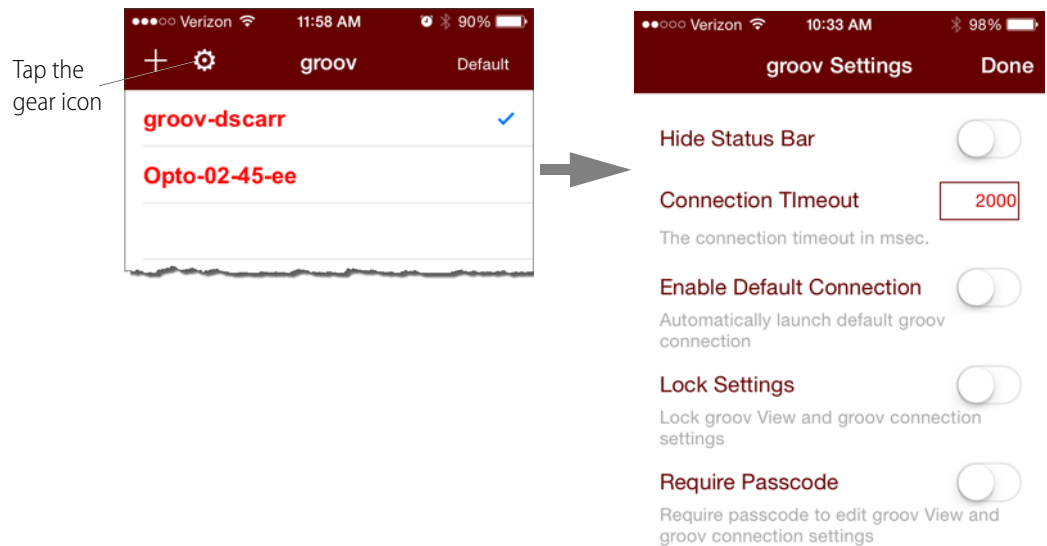 Tap the
gear icon
Verizon 11:58 AM 90%
groov Default
groov-dscarr
Opto-02-45-ee
Verizon 10:33 AM 98%
groov Settings Done
Hide Status Bar
Connection TImeout 2000
The connection timeout in msec.
Enable Default Connection
Automatically launch default groov
connection
Lock Settings
Lock groov View and groov connection
settings
Require Passcode
Require passcode to edit groov View and
groov connection settings